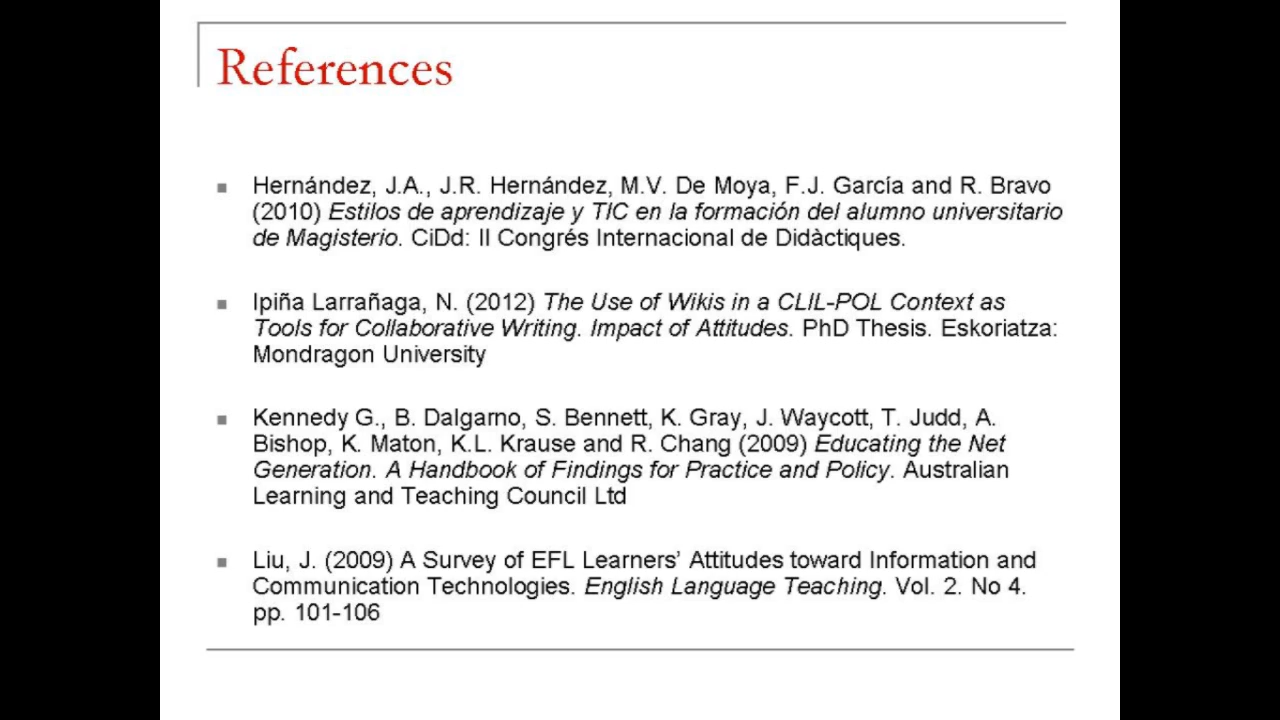 References
Hernández, J.A., J.R. Hernández, M.V. De Moya, F.J. García and R. Bravo
(2010) Estilos de aprendizaje y TIC en la formación del alumno universitario
de Magisterio. CiDd: II Congrés Internacional de Didàctiques.
Ipiña Larrañaga, N. (2012) The Use of Wikis in a CLIL-POL Context as
Tools for Collaborative Writing. Impact of Attitudes. PhD Thesis. Eskoriatza:
Mondragon University
Kennedy G., B. Dalgarno, S. Bennett, K. Gray, J. Waycott, T. Judd, A.
Bishop, K. Maton, K.L. Krause and R. Chang (2009) Educating the Net
Generation. A Handbook of Findings for Practice and Policy. Australian
Learning and Teaching Council Ltd
Liu, J. (2009) A Survey of EFL Learners’ Attitudes toward Information and
Communication Technologies. English Language Teaching. Vol. 2. No 4.
pp. 101-106